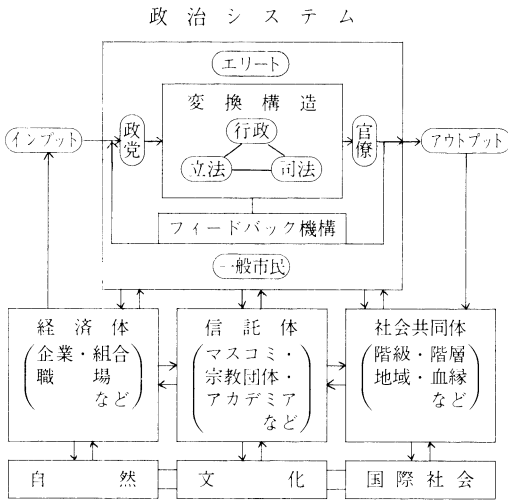 政治システム
エリート
変換構造
インプット
政党
行政
立法
司法
官僚
アウトプット
フィードバック機構
一般市民
経済体
(企業・組合
職場
など)
信託体
(マスコミ・
宗教団体・
アカデミア
など)
社会共同体
(階級・階層
地域・血縁
など)
自然
文化
国際社会